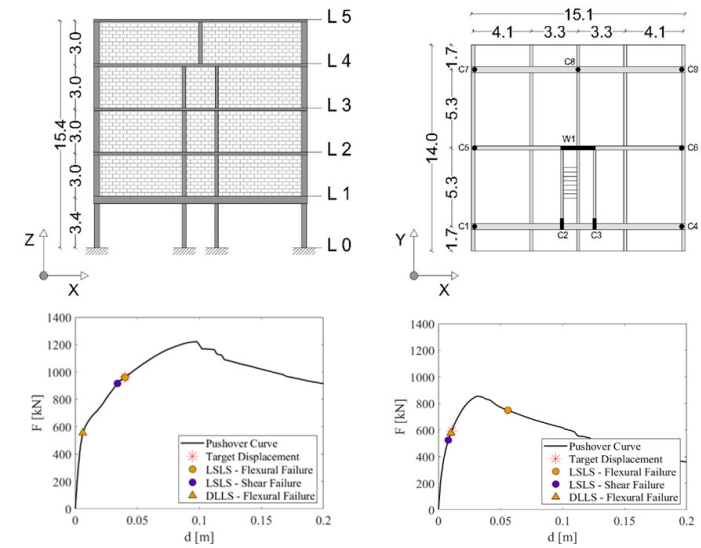 L 5
L 4
L 3
L 2
L 1
L 0
3.0
3.0
3.0
3.0
3.4
15.4
Z
X
15.1
4.1 3.3 3.3 4.1
1.7
5.3
5.3
1.7
14.0
C7 C8 C9
C5 W1 C6
C1 C2 C3 C4
Y
X
1400
1200
1000
800
600
400
200
0
F [kN]
0 0.05 0.1 0.15 0.2
d [m]
Pushover Curve
Target Displacement
LSLS - Flexural Failure
LSLS - Shear Failure
DLLS - Flexural Failure
1400
1200
1000
800
600
400
200
0
F [kN]
0 0.05 0.1 0.15 0.2
d [m]
Pushover Curve
Target Displacement
LSLS - Flexural Failure
LSLS - Shear Failure
DLLS - Flexural Failure